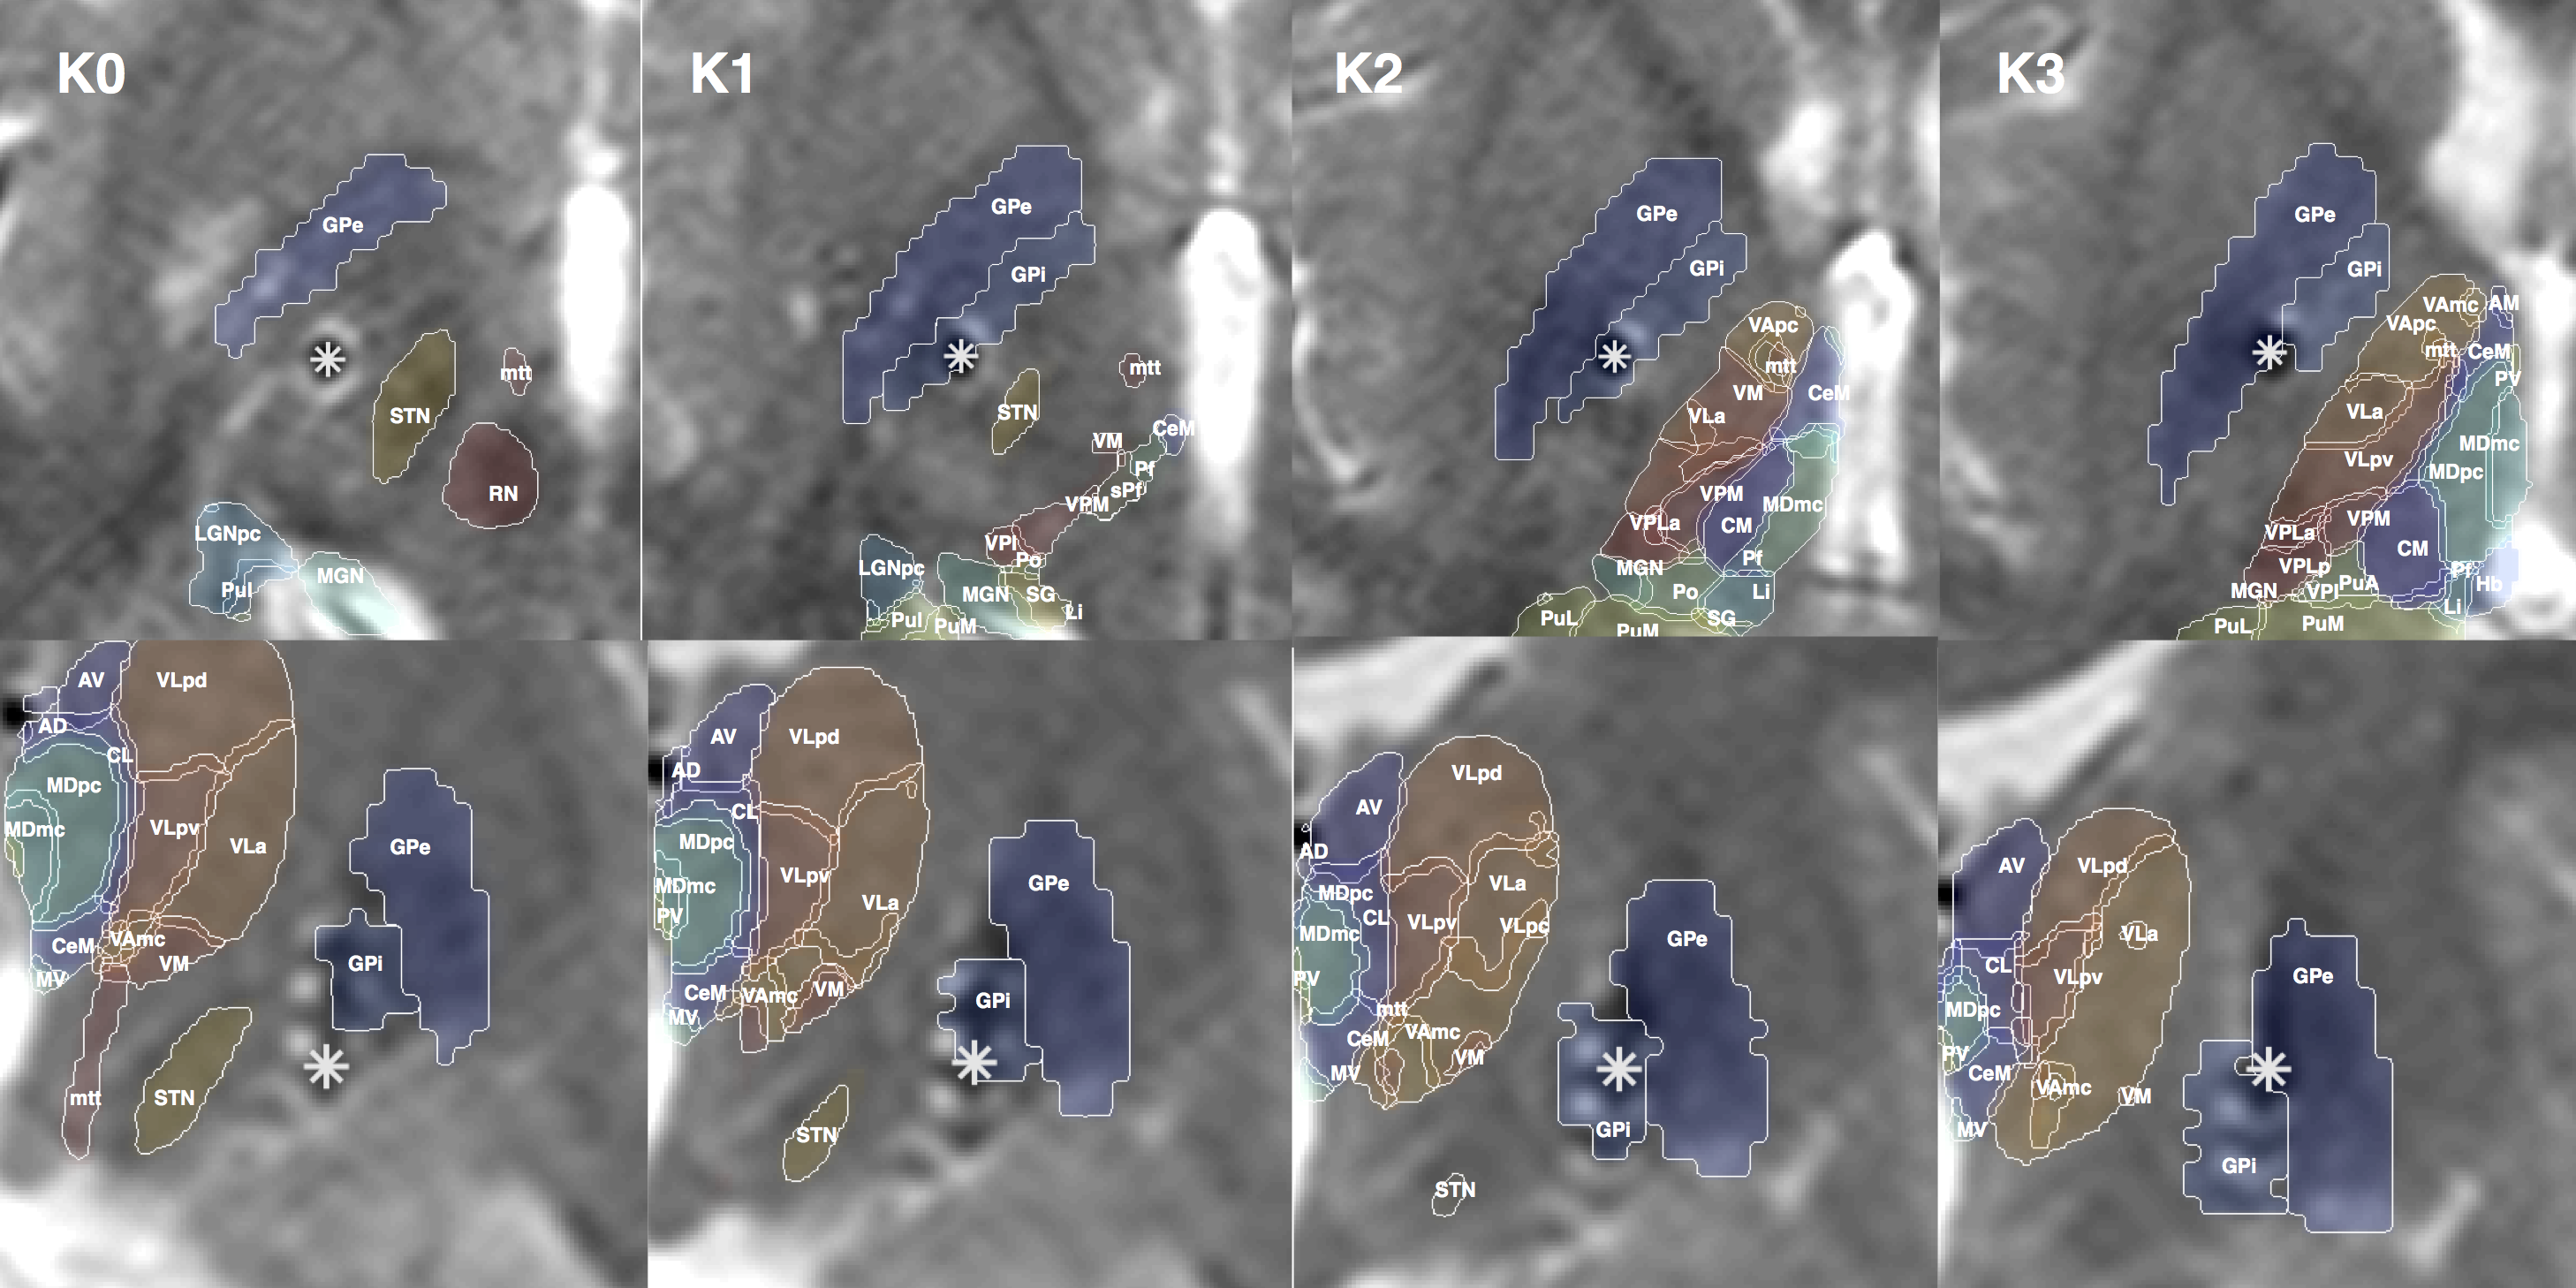 K0
GPe
STN
mtt
RN
LGNpc
Pul
MGN
K1
GPe
GPi
STN
mtt
CeM
VM
Pf
sPf
VPM
VPI
Po
LGNpc
MGN
SG
Li
Pul
PuM
K2
GPe
GPi
VApc
mtt
VM
CeM
VLa
VPM
MDmc
VPLa
CM
Pf
MGN
Po
Li
PuL
SG
PuM
K3
GPe
GPi
VAmc
AM
VApc
mtt
CeM
PV
VLa
MDmc
VLpv
MDpc
VPM
VPLa
CM
VPLp
Pf
PuA
Hb
MGN
VPI
Li
PuL
PuM
AV
VLpd
AD
CL
MDpc
MDmc
VLpv
VLa
GPe
CeM
VAmc
VM
MV
GPi
mtt
STN
AV
VLpd
AD
CL
MDpc
VLpv
MDmc
VLa
PV
GPe
CeM
VAmc
VM
GPi
MV
STN
VLpd
AV
AD
VLa
MDpc
CL
VLpv
VLpc
MDmc
GPe
PV
mtt
CeM
VAmc
VM
MV
GPi
STN
AV
VLpd
VLa
CL
VLpv
GPe
MDpc
PV
CeM
VAmc
VM
MV
GPi